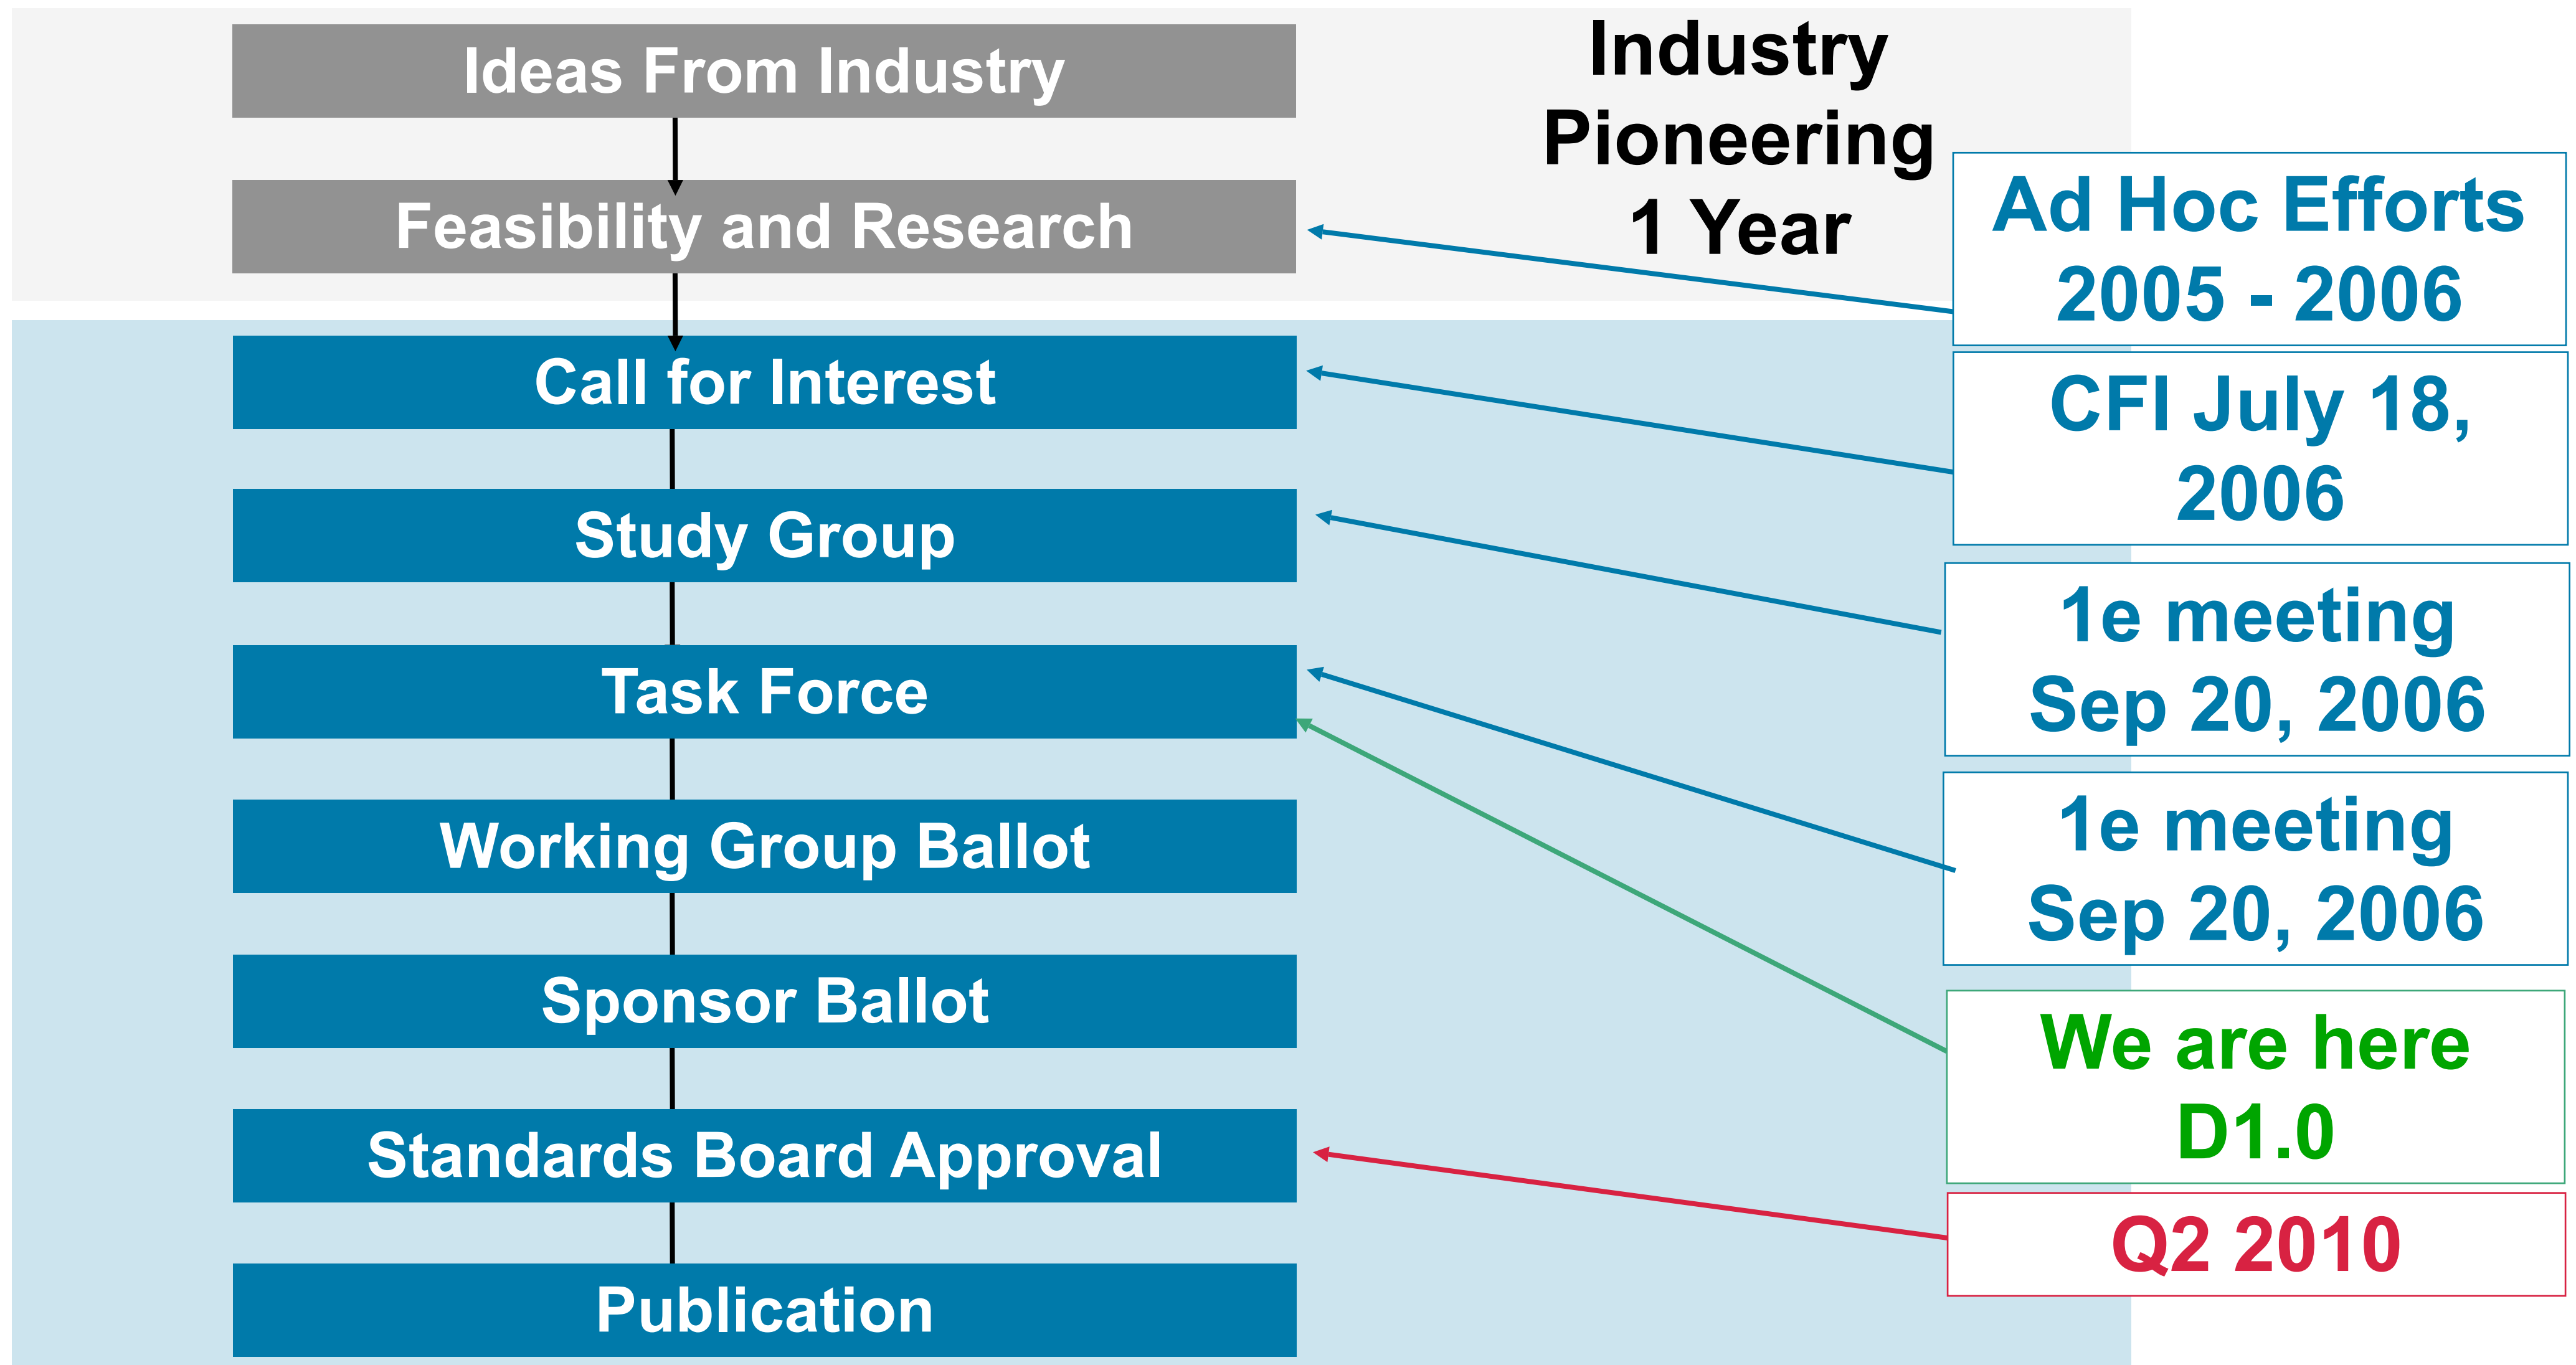 Ideas From Industry
Feasibility and Research
Industry
Pioneering
1 Year
Ad Hoc Efforts
2005 - 2006
Call for Interest
CFI July 18,
2006
Study Group
1e meeting
Sep 20, 2006
Task Force
1e meeting
Sep 20, 2006
Working Group Ballot
Sponsor Ballot
We are here
D1.0
Standards Board Approval
Q2 2010
Publication